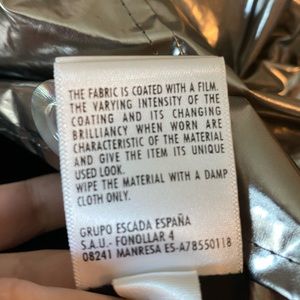 THE FABRIC IS COATED WITH A FILM.
THE VARYING INTENSITY OF THE
COATING AND ITS CHANGING
BRILLIANCY WHEN WORN ARE
CHARACTERISTIC OF THE MATERIAL
AND GIVE THE ITEM ITS UNIQUE
USED LOOK.
WIPE THE MATERIAL WITH A DAMP
CLOTH ONLY.
GRUPO ESCADA ESPAÑA
S.A.U.- FONOLLAR 4
08241 MANRESA ES-A78550118